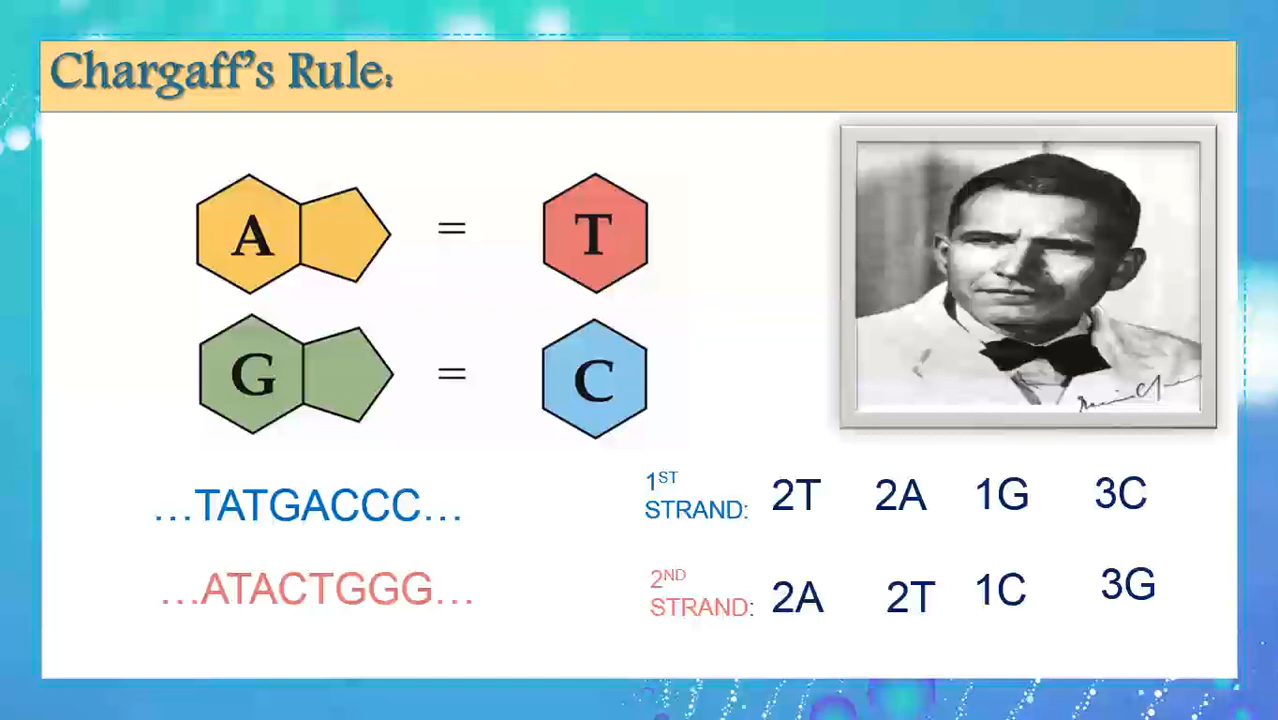 Chargaff's Rule:
A = T
G = C
...TATGACCC...
1ST STRAND: 2T 2A 1G 3C
...ATACTGGG...
2ND STRAND: 2A 2T 1C 3G